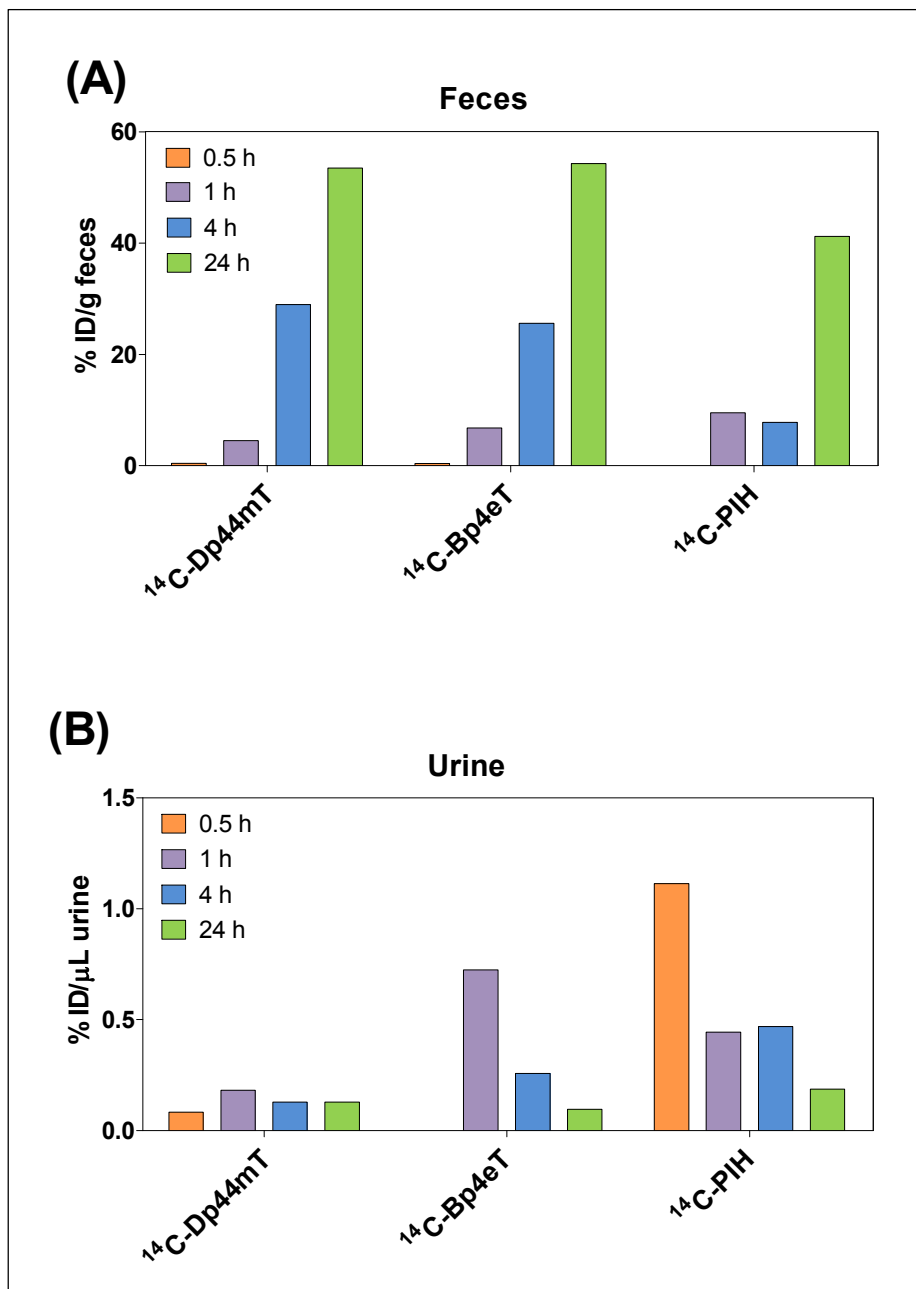 (A)
Feces
60
40
20
0
% ID/g feces
0.5 h
1 h
4 h
24 h
¹⁴C-Dp44mT
¹⁴C-Bp4eT
¹⁴C-PIH
(B)
Urine
1.5
1.0
0.5
0.0
% ID/μL urine
0.5 h
1 h
4 h
24 h
¹⁴C-Dp44mT
¹⁴C-Bp4eT
¹⁴C-PIH